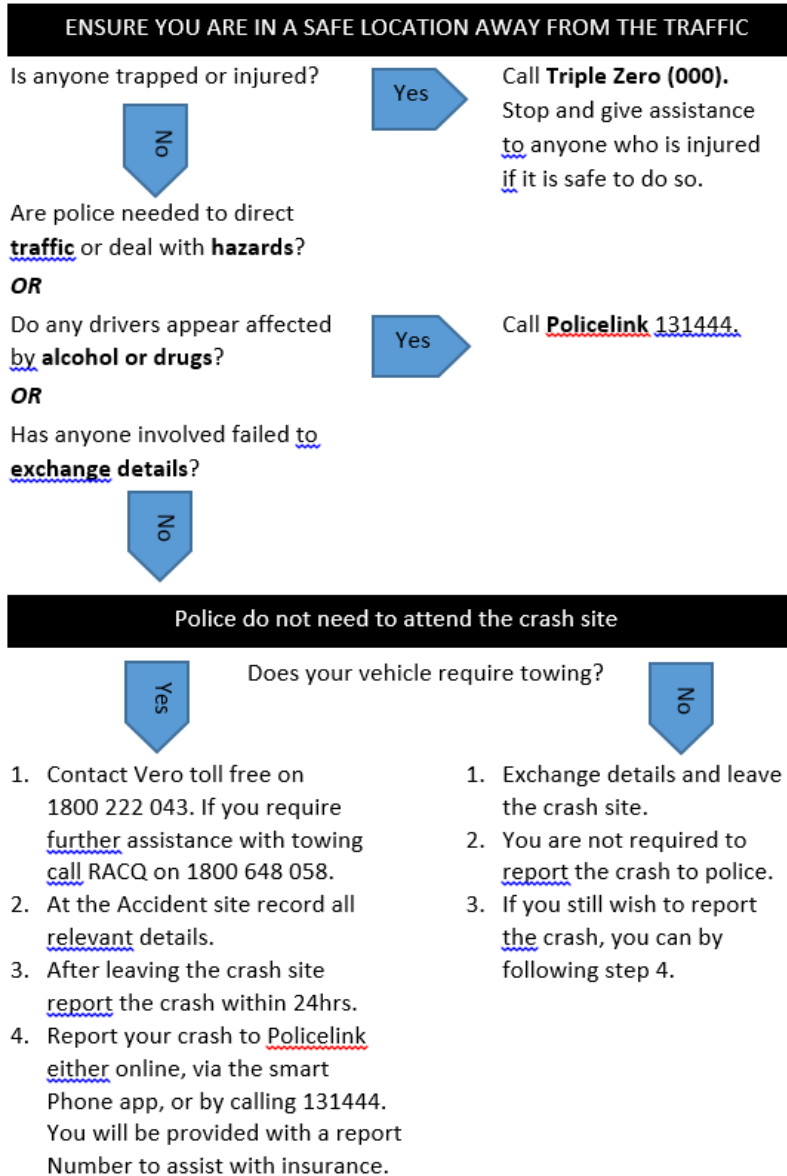 ENSURE YOU ARE IN A SAFE LOCATION AWAY FROM THE TRAFFIC
Is anyone trapped or injured?
Yes
Call Triple Zero (000).
Stop and give assistance
to anyone who is injured
if it is safe to do so.
No
Are police needed to direct
traffic or deal with hazards?
OR
Do any drivers appear affected
by alcohol or drugs?
Yes
Call Policelink 131444.
OR
Has anyone involved failed to
exchange details?
No
Police do not need to attend the crash site
Does your vehicle require towing?
Yes
No
1. Contact Vero toll free on
1800 222 043. If you require
further assistance with towing
call RACQ on 1800 648 058.
2. At the Accident site record all
relevant details.
3. After leaving the crash site
report the crash within 24hrs.
4. Report your crash to Policelink
either online, via the smart
Phone app, or by calling 131444.
You will be provided with a report
Number to assist with insurance.
1. Exchange details and leave
the crash site.
2. You are not required to
report the crash to police.
3. If you still wish to report
the crash, you can by
following step 4.